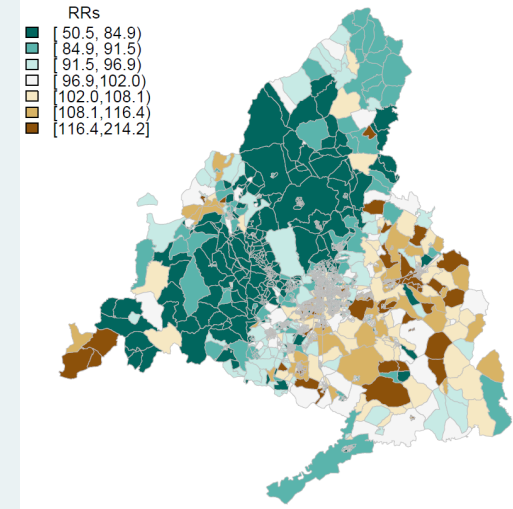 RRs
[ 50.5, 84.9)
[ 84.9, 91.5)
[ 91.5, 96.9)
[ 96.9,102.0)
[102.0,108.1)
[108.1,116.4)
[116.4,214.2]